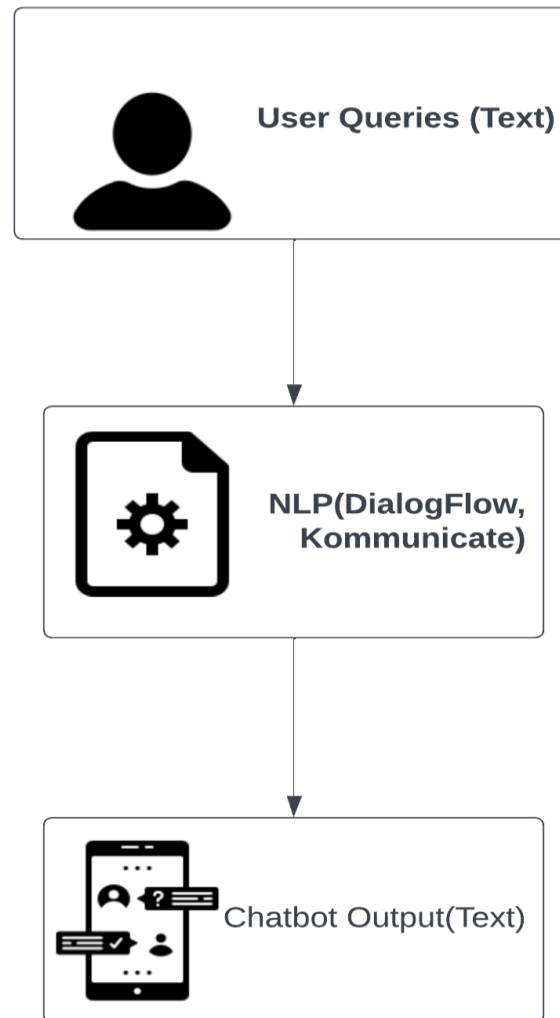 User Queries (Text)
NLP(DialogFlow,
Kommunicate)
?
Chatbot Output(Text)